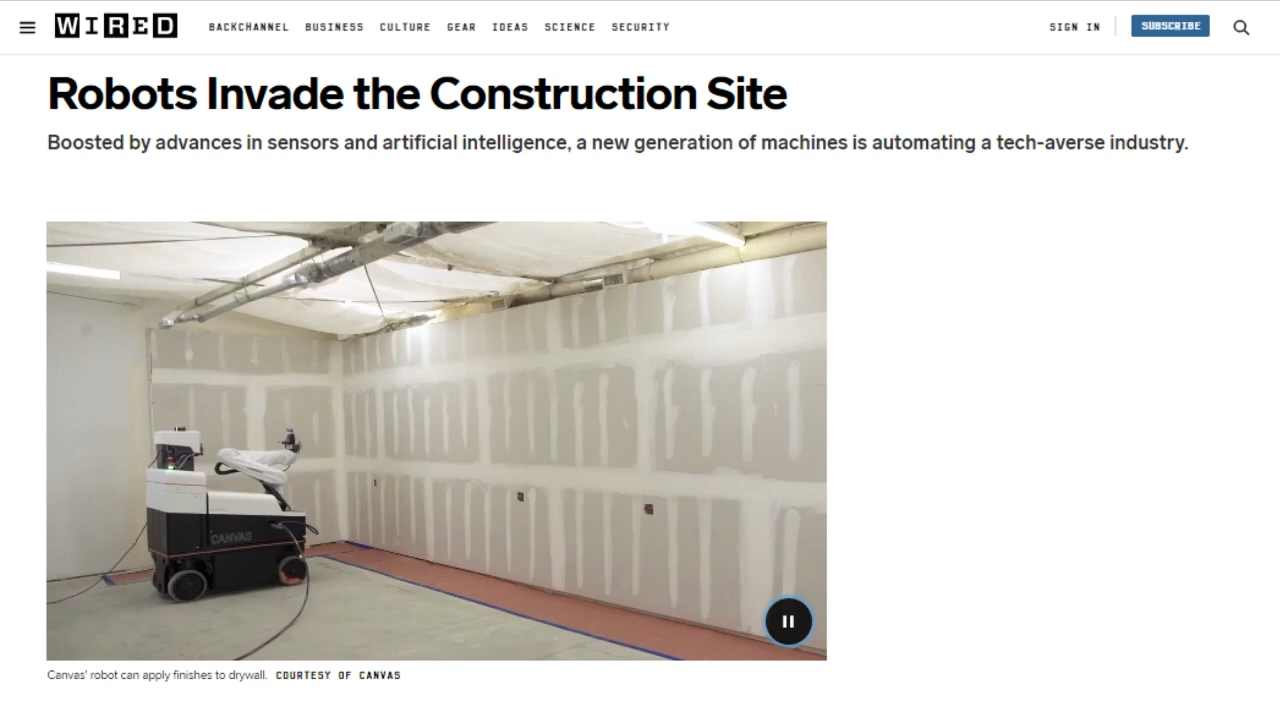 WIRED BACKCHANNEL BUSINESS CULTURE GEAR IDEAS SCIENCE SECURITY SIGN IN SUBSCRIBE
Robots Invade the Construction Site
Boosted by advances in sensors and artificial intelligence, a new generation of machines is automating a tech-averse industry.
CANVAS
Canvas' robot can apply finishes to drywall. COURTESY OF CANVAS